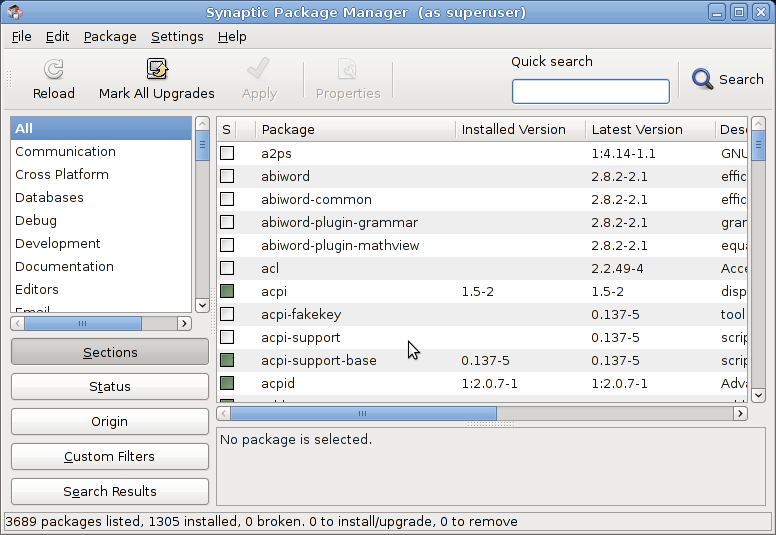 Synaptic Package Manager (as superuser)
File Edit Package Settings Help
Reload
Mark All Upgrades
Apply
Properties
Quick search
Search
All
Communication
Cross Platform
Databases
Debug
Development
Documentation
Editors
Email
Sections
Status
Origin
Custom Filters
Search Results
S Package Installed Version Latest Version Desc
a2ps 1:4.14-1.1 GNU
abiword 2.8.2-2.1 effic
abiword-common 2.8.2-2.1 effic
abiword-plugin-grammar 2.8.2-2.1 gran
abiword-plugin-mathview 2.8.2-2.1 equa
acl 2.2.49-4 Acce
acpi 1.5-2 1.5-2 disp
acpi-fakekey 0.137-5 tool
acpi-support 0.137-5 scrip
acpi-support-base 0.137-5 0.137-5 scrip
acpid 1:2.0.7-1 1:2.0.7-1 Adva
No package is selected.
3689 packages listed, 1305 installed, 0 broken. 0 to install/upgrade, 0 to remove